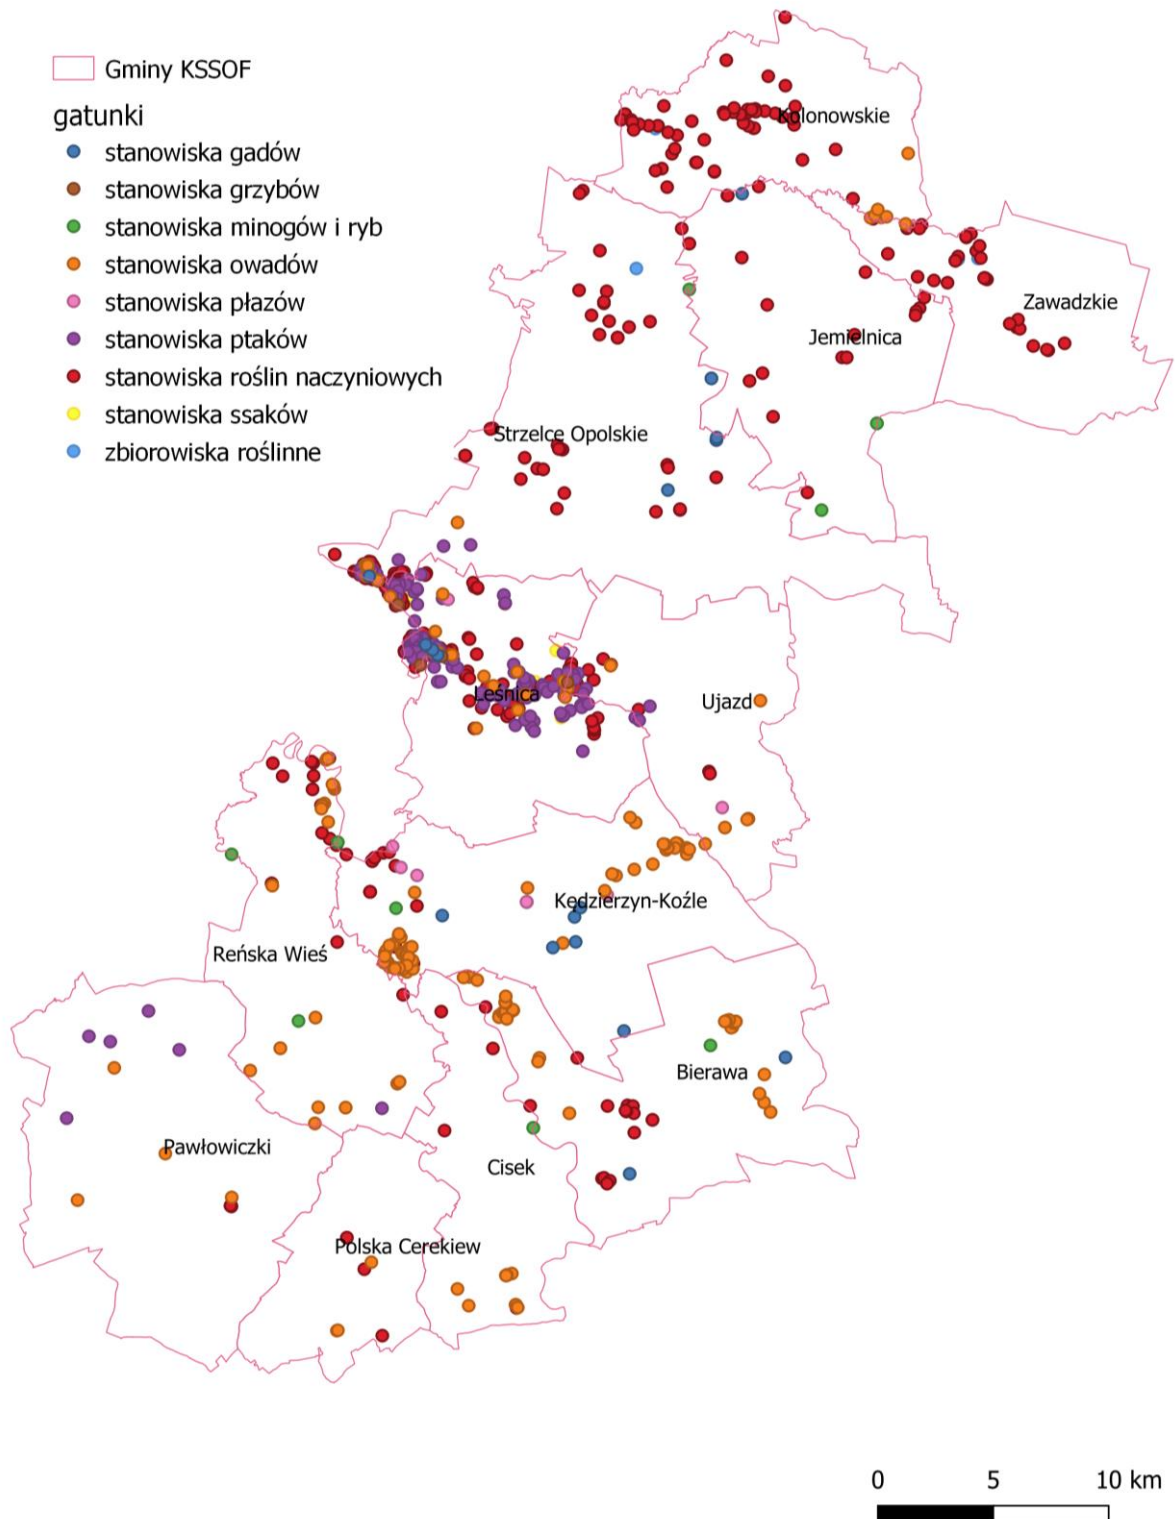 Gminy KSSOF
gatunki
stanowiska gadów
stanowiska grzybów
stanowiska minogów i ryb
stanowiska owadów
stanowiska płazów
stanowiska ptaków
stanowiska roślin naczyniowych
stanowiska ssaków
zbiorowiska roślinne
Kolonowskie
Zawadzkie
Jemielnica
Strzelce Opolskie
Leśnica
Ujazd
Kędzierzyn-Koźle
Reńska Wieś
Bierawa
Pawłowiczki
Cisek
Polska Cerekiew
0 5 10 km